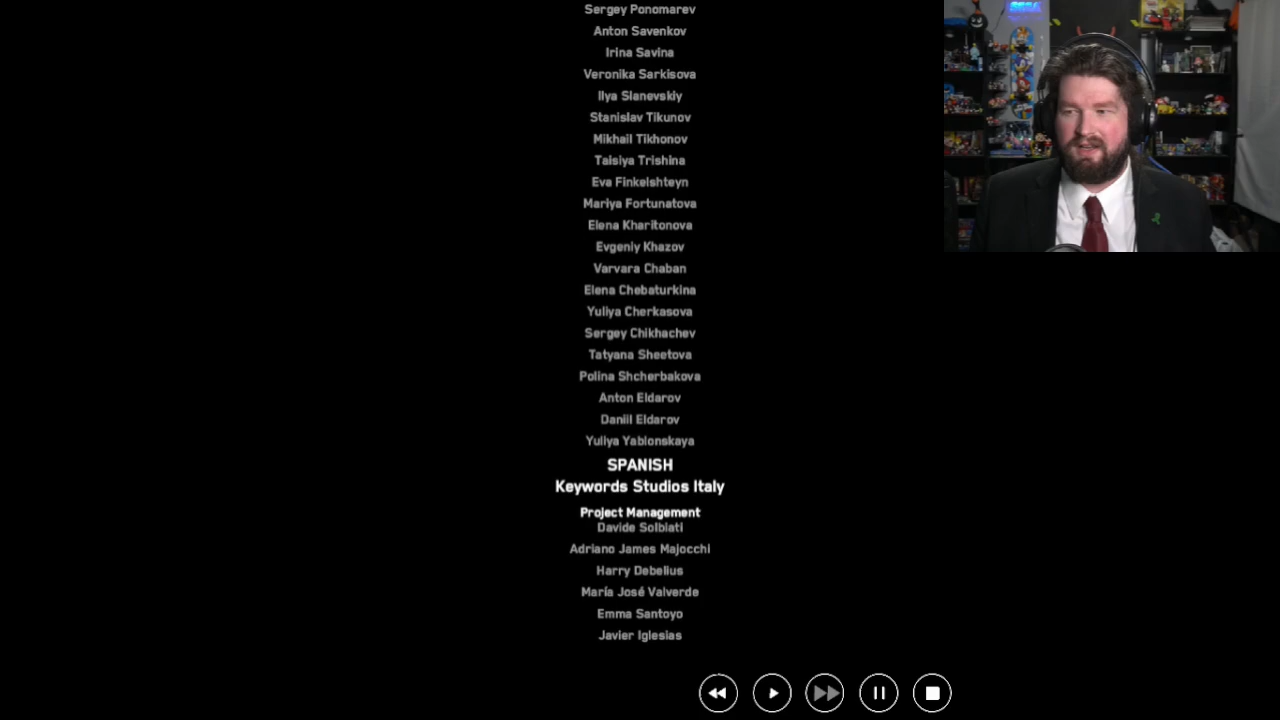 Sergey Ponomarev
Anton Savenkov
Irina Savina
Veronika Sarkisova
Ilya Slanevskiy
Stanislav Tikunov
Mikhail Tikhonov
Taisiya Trishina
Eva Finkelshteyn
Mariya Fortunatova
Elena Kharitonova
Evgeniy Khazov
Varvara Chaban
Elena Chebaturkina
Yuliya Cherkasova
Sergey Chikhachev
Tatyana Sheetova
Polina Shcherbakova
Anton Eldarov
Daniil Eldarov
Yuliya Yablonskaya
SPANISH
Keywords Studios Italy
Project Management
Davide Solbiati
Adriano James Majocchi
Harry Debelius
María José Valverde
Emma Santoyo
Javier Iglesias